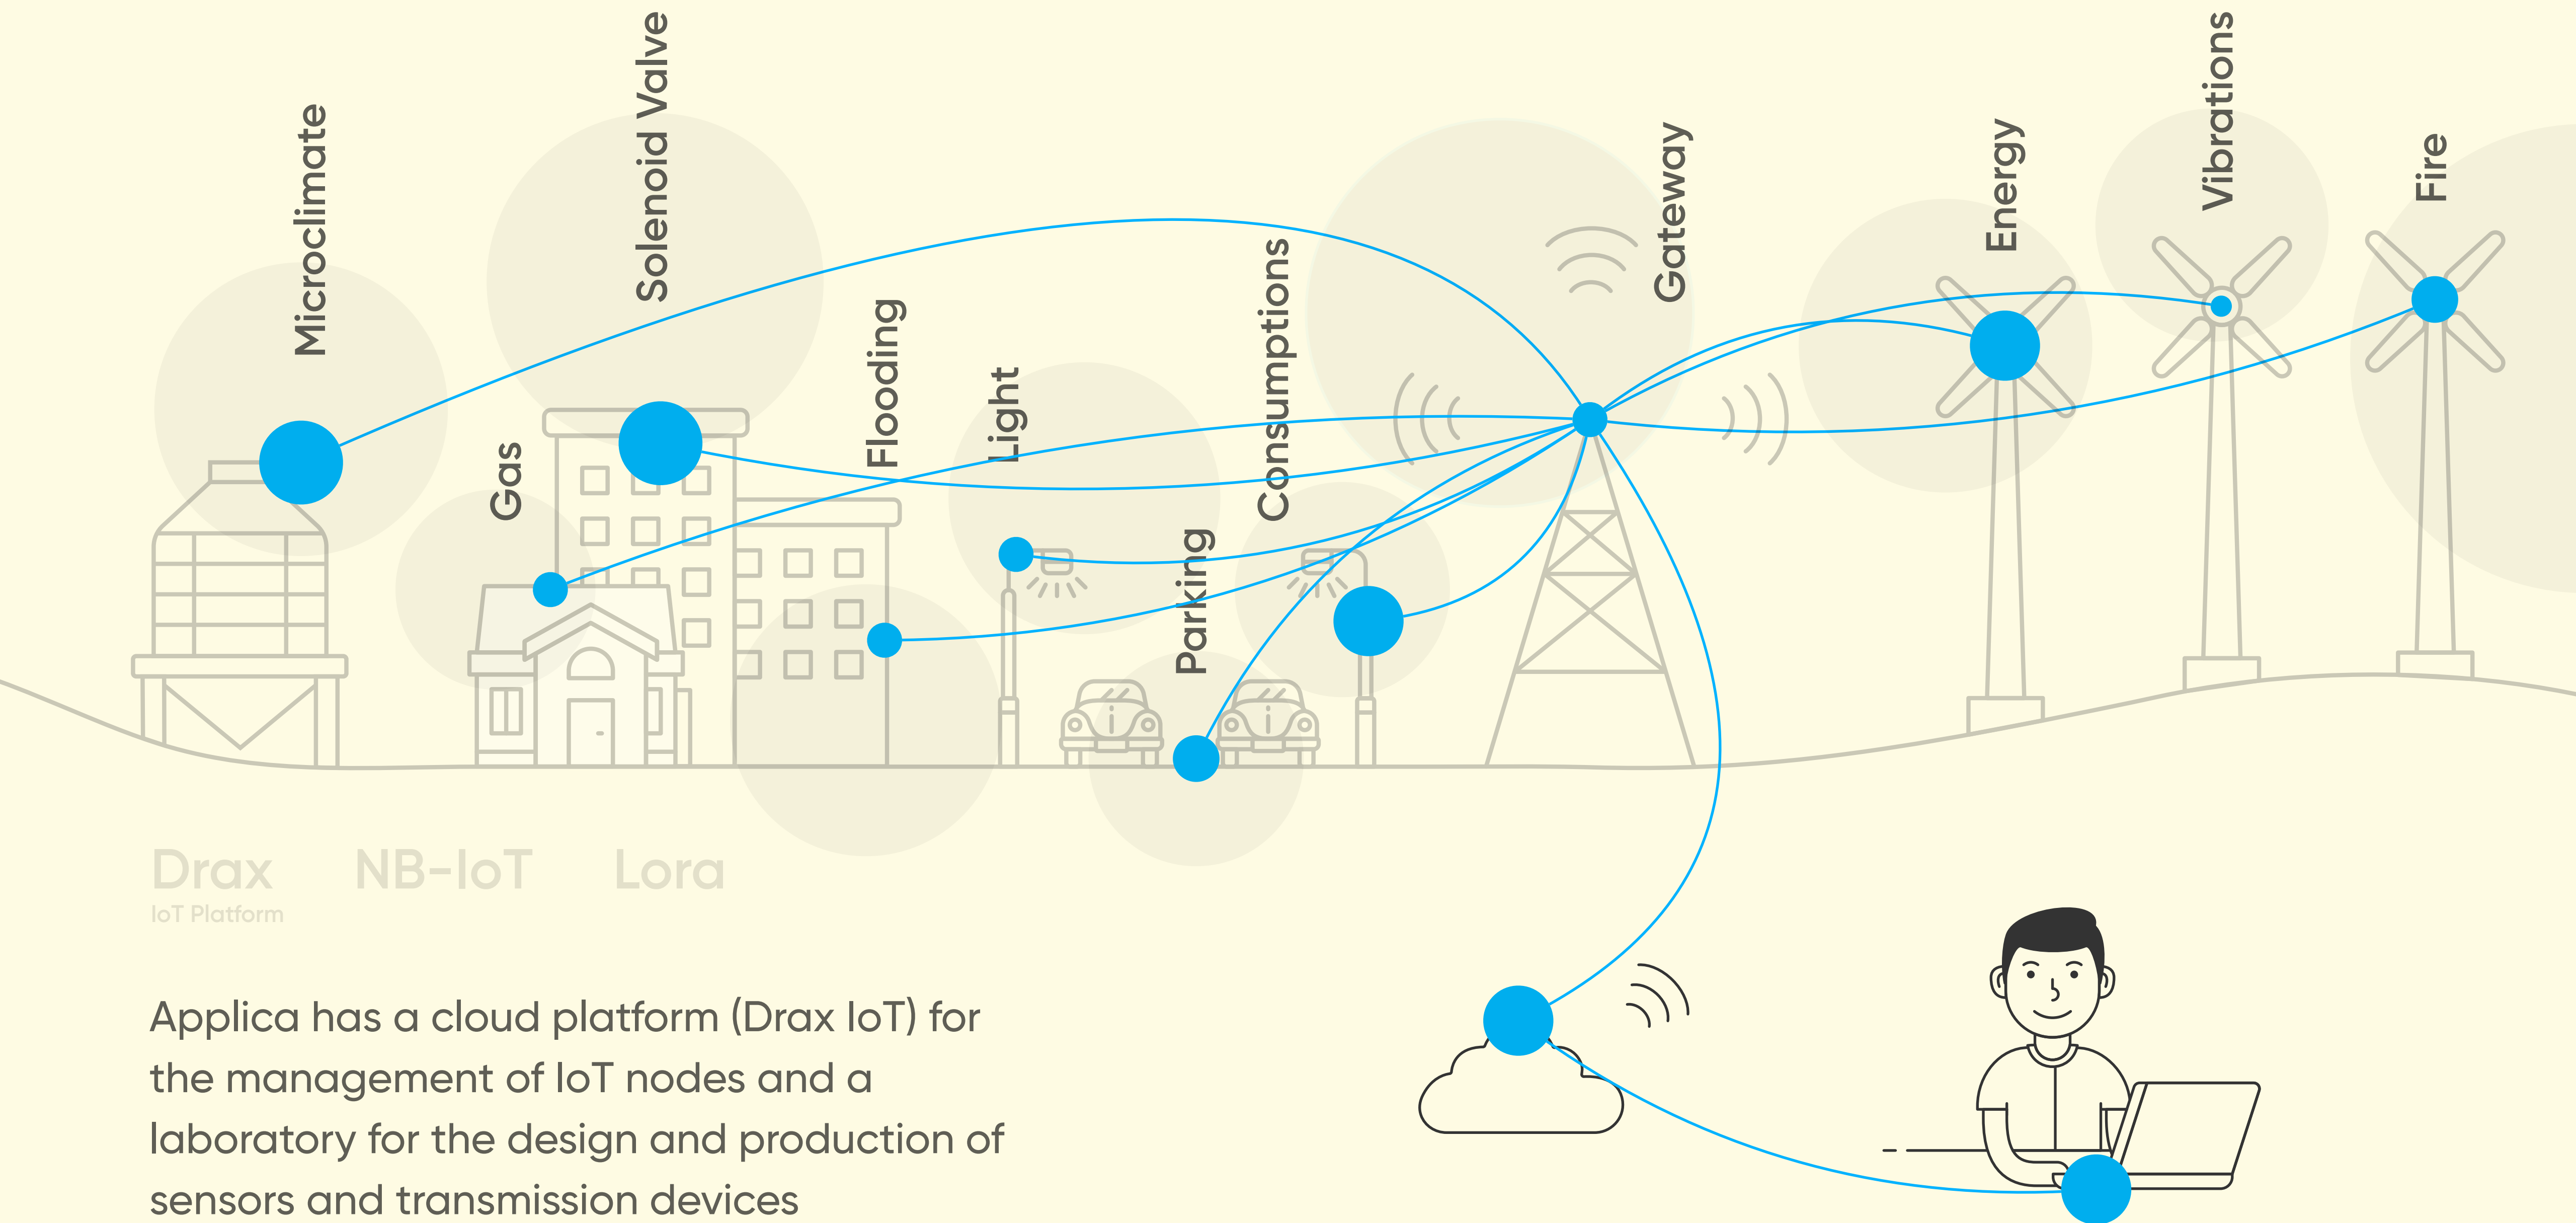 Microclimate
Solenoid Valve
Gas
Flooding
Light
Consumptions
Parking
Gateway
Energy
Vibrations
Fire
Drax NB-IoT Lora
IoT Platform
Applica has a cloud platform (Drax IoT) for
the management of IoT nodes and a
laboratory for the design and production of
sensors and transmission devices